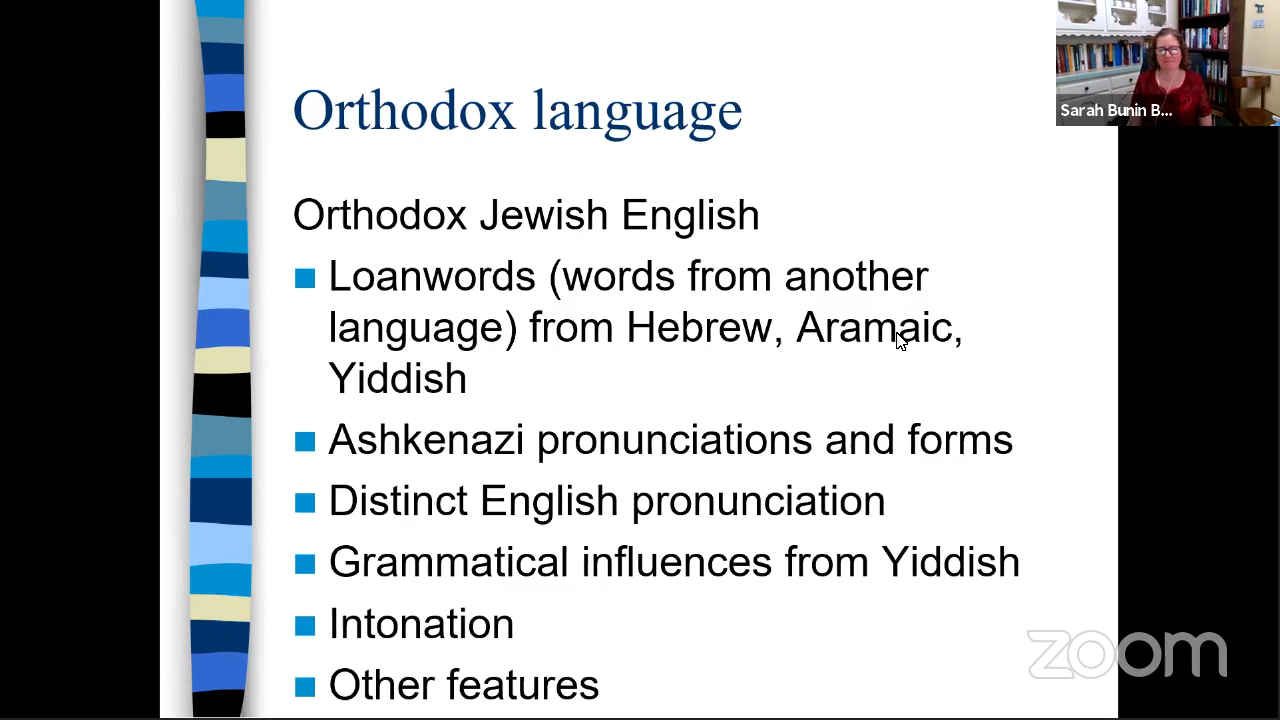 Orthodox language
Sarah Bunin B...
Orthodox Jewish English
Loanwords (words from another
language) from Hebrew, Aramaic,
Yiddish
Ashkenazi pronunciations and forms
Distinct English pronunciation
Grammatical influences from Yiddish
Intonation
zoom
Other features